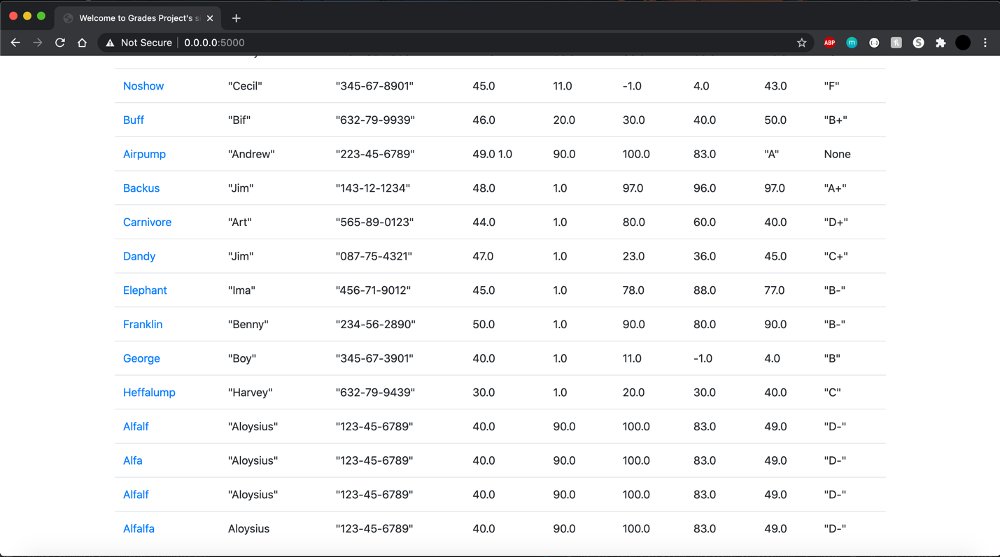 Welcome to Grades Project's s
Not Secure 0.0.0.0:5000 ABP m S
Noshow "Cecil" "345-67-8901" 45.0 11.0 -1.0 4.0 43.0 "F"
Buff "Bif" "632-79-9939" 46.0 20.0 30.0 40.0 50.0 "B+"
Airpump "Andrew" "223-45-6789" 49.0 1.0 90.0 100.0 83.0 "A" None
Backus "Jim" "143-12-1234" 48.0 1.0 97.0 96.0 97.0 "A+"
Carnivore "Art" "565-89-0123" 44.0 1.0 80.0 60.0 40.0 "D+"
Dandy "Jim" "087-75-4321" 47.0 1.0 23.0 36.0 45.0 "C+"
Elephant "Ima" "456-71-9012" 45.0 1.0 78.0 88.0 77.0 "B-"
Franklin "Benny" "234-56-2890" 50.0 1.0 90.0 80.0 90.0 "B-"
George "Boy" "345-67-3901" 40.0 1.0 11.0 -1.0 4.0 "B"
Heffalump "Harvey" "632-79-9439" 30.0 1.0 20.0 30.0 40.0 "C"
Alfalf "Aloysius" "123-45-6789" 40.0 90.0 100.0 83.0 49.0 "D-"
Alfa "Aloysius" "123-45-6789" 40.0 90.0 100.0 83.0 49.0 "D-"
Alfalf "Aloysius" "123-45-6789" 40.0 90.0 100.0 83.0 49.0 "D-"
Alfalfa Aloysius "123-45-6789" 40.0 90.0 100.0 83.0 49.0 "D-"